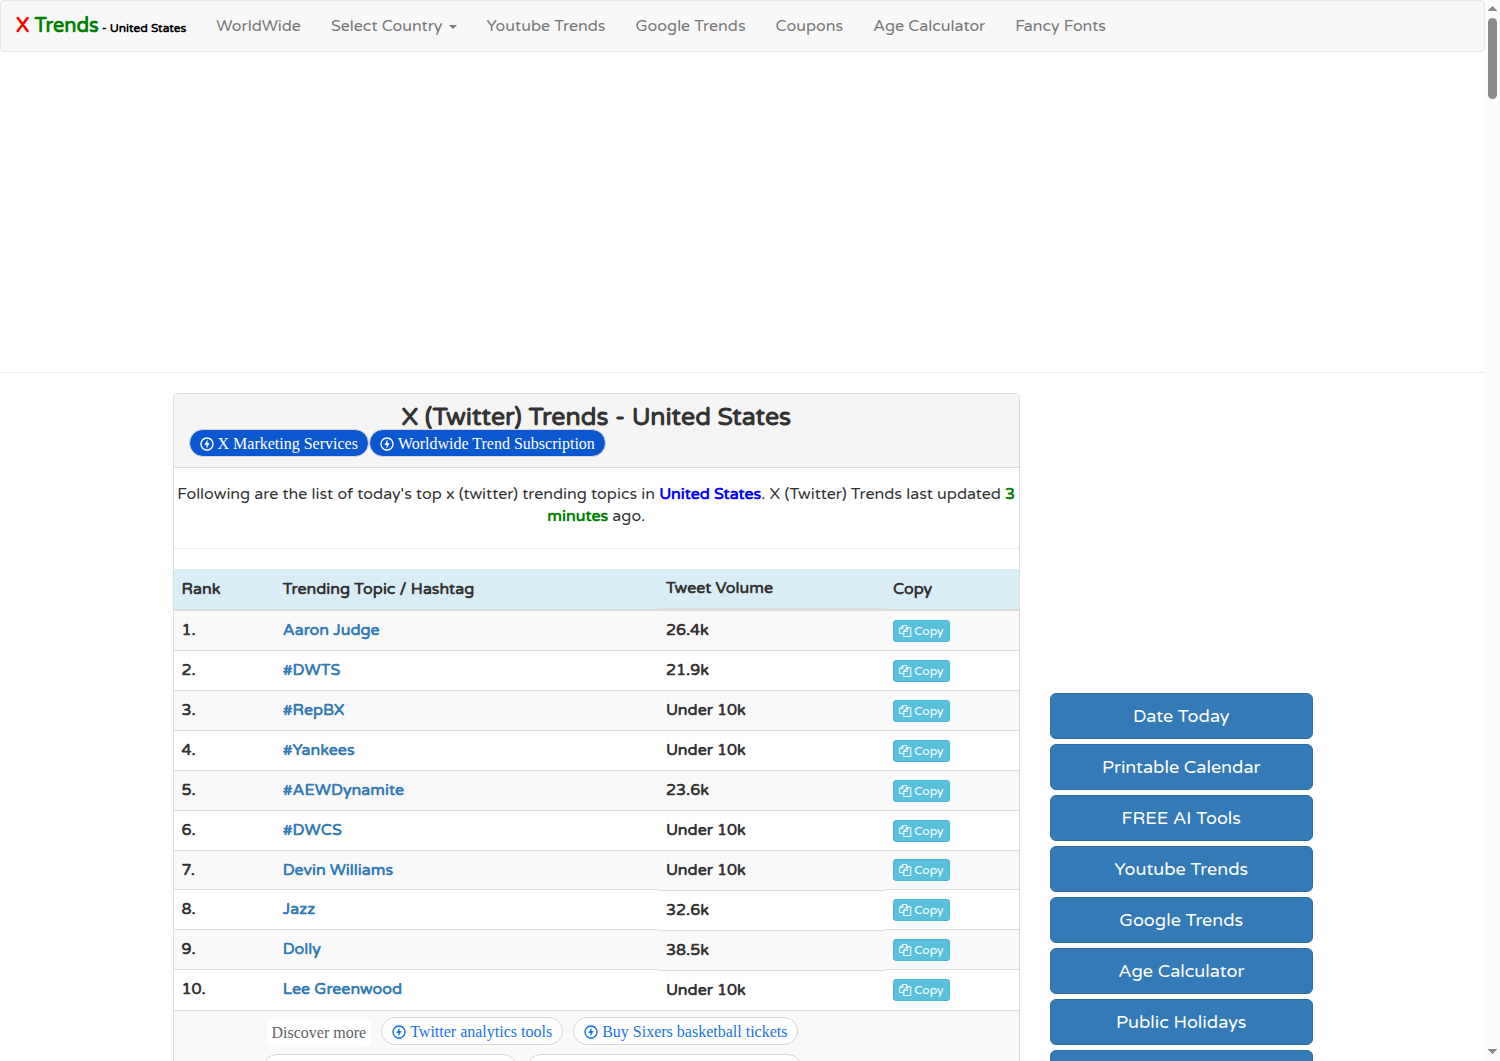 X Trends - United States
WorldWide
Select Country
Youtube Trends
Google Trends
Coupons
Age Calculator
Fancy Fonts
X (Twitter) Trends - United States
X Marketing Services
Worldwide Trend Subscription
Following are the list of today's top x (twitter) trending topics in United States. X (Twitter) Trends last updated 3
minutes ago.
Rank Trending Topic / Hashtag Tweet Volume Copy
1. Aaron Judge 26.4k Copy
2. #DWTS 21.9k Copy
3. #RepBX Under 10k Copy
4. #Yankees Under 10k Copy
5. #AEWDynamite 23.6k Copy
6. #DWCS Under 10k Copy
7. Devin Williams Under 10k Copy
8. Jazz 32.6k Copy
9. Dolly 38.5k Copy
10. Lee Greenwood Under 10k Copy
Discover more
Twitter analytics tools
Buy Sixers basketball tickets
Date Today
Printable Calendar
FREE AI Tools
Youtube Trends
Google Trends
Age Calculator
Public Holidays